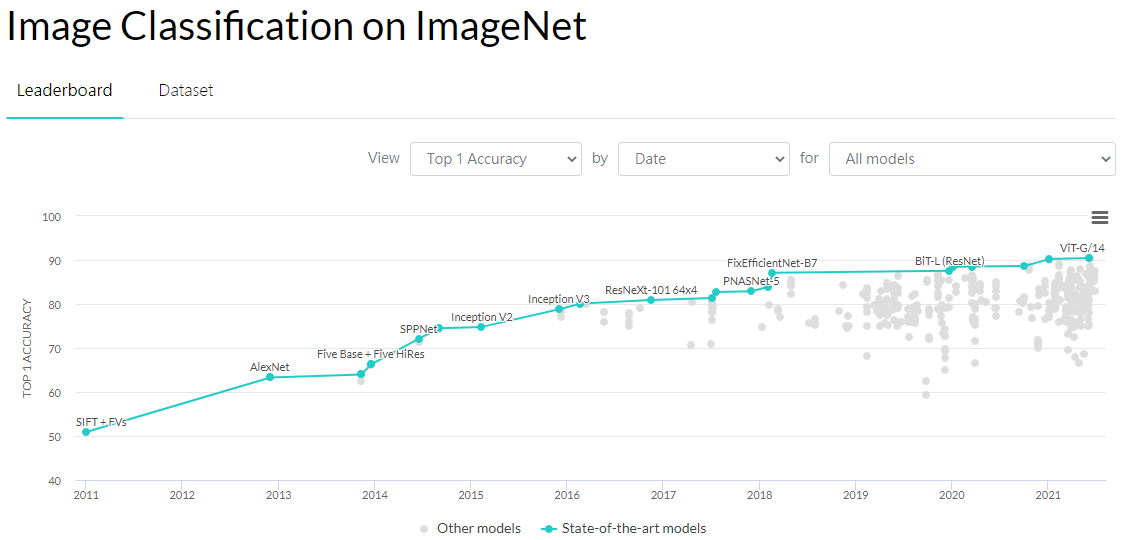 Image Classification on ImageNet
Leaderboard Dataset
View Top 1 Accuracy by Date for All models
TOP 1 ACCURACY
100
90
80
70
60
50
40
SIFT + FVs
AlexNet
Five Base + Five HiRes
SPPNet
Inception V2
Inception V3
ResNeXt-101 64x4
PNASNet-5
FixEfficientNet-B7
BiT-L (ResNet)
ViT-G/14
2011 2012 2013 2014 2015 2016 2017 2018 2019 2020 2021
Other models State-of-the-art models